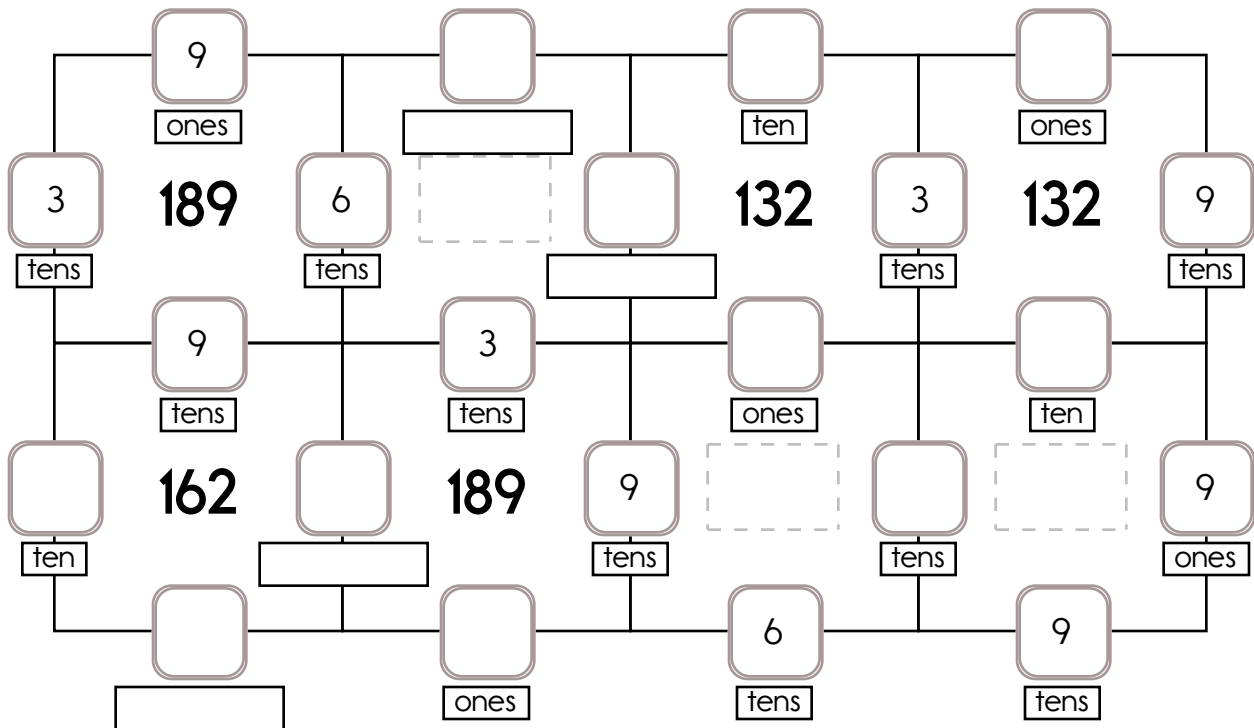 9
ones ten ones
3 189 6 132 3 132 9
tens tens tens tens
9 3
tens tens ones ten
162 189 9 9
ten tens tens ones
6 9
ones tens tens